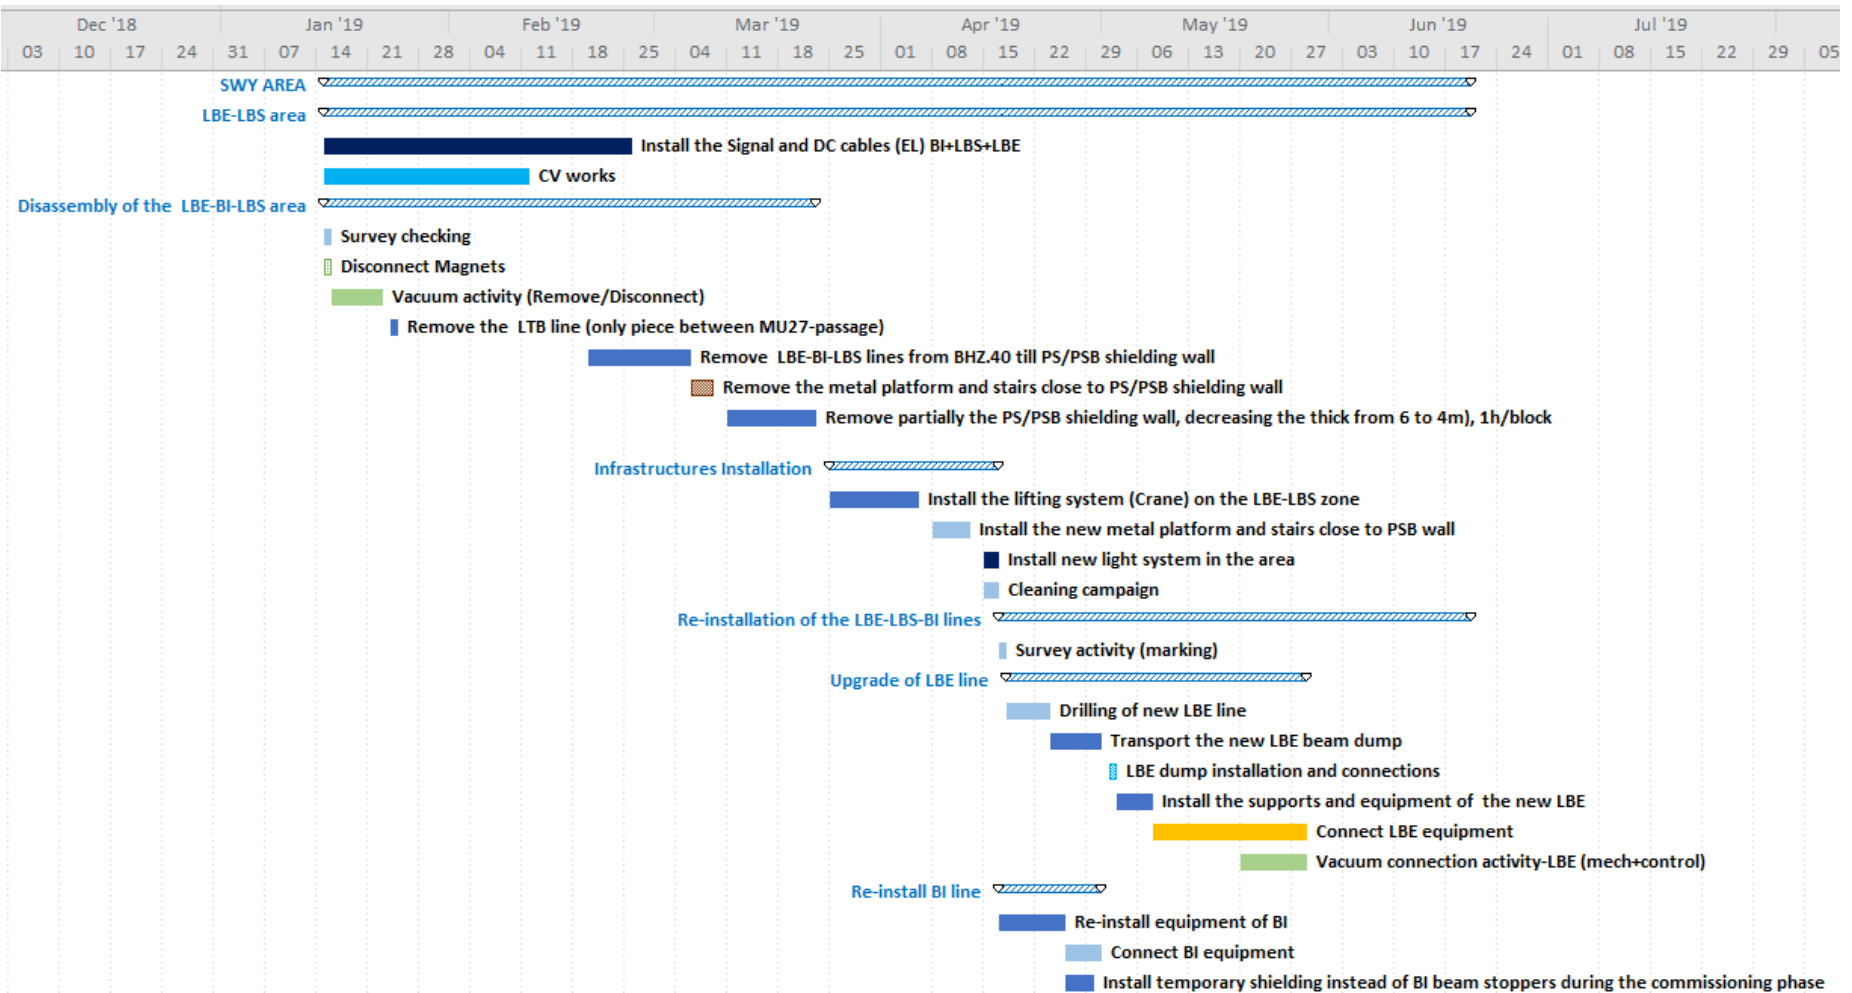 Dec '18 Jan '19 Feb '19 Mar '19 Apr '19 May '19 Jun '19 Jul '19
03 10 17 24 31 07 14 21 28 04 11 18 25 04 11 18 25 01 08 15 22 29 06 13 20 27 03 10 17 24 01 08 15 22 29 05
SWY AREA
LBE-LBS area
Install the Signal and DC cables (EL) BI+LBS+LBE
CV works
Disassembly of the LBE-BI-LBS area
Survey checking
Disconnect Magnets
Vacuum activity (Remove/Disconnect)
Remove the LTB line (only piece between MU27-passage)
Remove LBE-BI-LBS lines from BHZ.40 till PS/PSB shielding wall
Remove the metal platform and stairs close to PS/PSB shielding wall
Remove partially the PS/PSB shielding wall, decreasing the thick from 6 to 4m), 1h/block
Infrastructures Installation
Install the lifting system (Crane) on the LBE-LBS zone
Install the new metal platform and stairs close to PSB wall
Install new light system in the area
Cleaning campaign
Re-installation of the LBE-LBS-BI lines
Survey activity (marking)
Upgrade of LBE line
Drilling of new LBE line
Transport the new LBE beam dump
LBE dump installation and connections
Install the supports and equipment of the new LBE
Connect LBE equipment
Vacuum connection activity-LBE (mech+control)
Re-install BI line
Re-install equipment of BI
Connect BI equipment
Install temporary shielding instead of BI beam stoppers during the commissioning phase